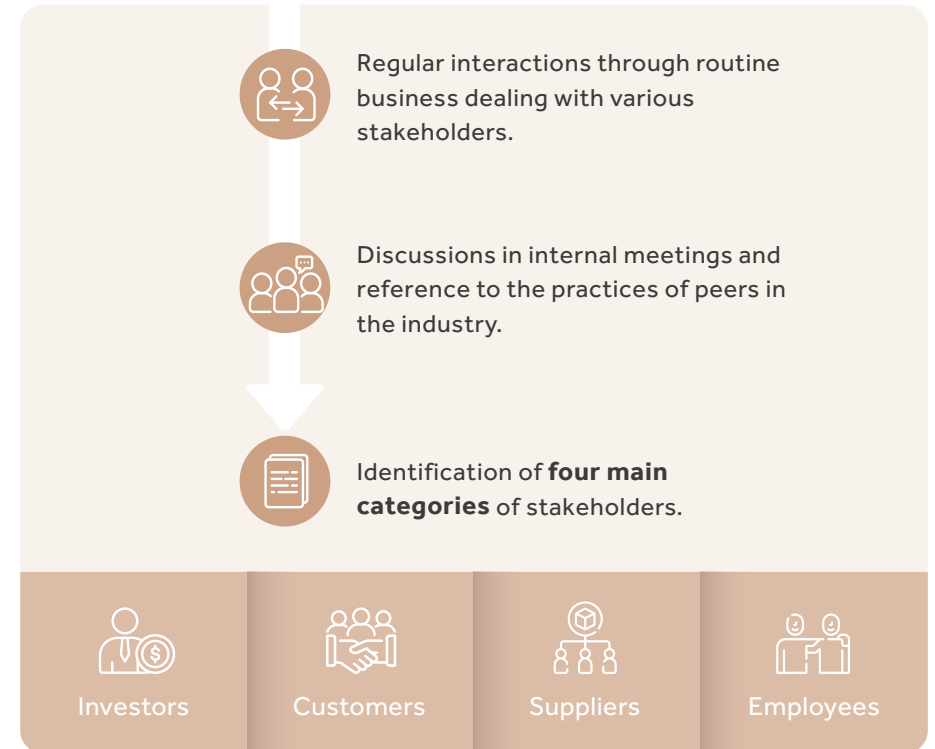 Regular interactions through routine
business dealing with various
stakeholders.
Discussions in internal meetings and
reference to the practices of peers in
the industry.
Identification of four main
categories of stakeholders.
Investors
Customers
Suppliers
Employees